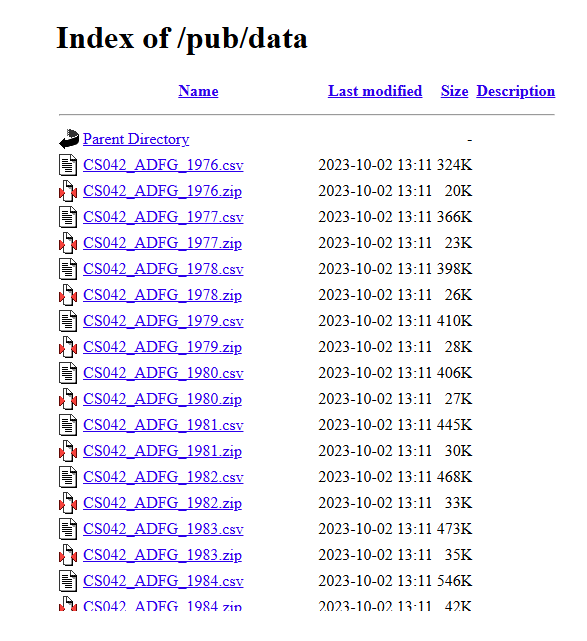 Index of /pub/data
Name Last modified Size Description
Parent Directory -
CS042_ADFG_1976.csv 2023-10-02 13:11 324K
CS042_ADFG_1976.zip 2023-10-02 13:11 20K
CS042_ADFG_1977.csv 2023-10-02 13:11 366K
CS042_ADFG_1977.zip 2023-10-02 13:11 23K
CS042_ADFG_1978.csv 2023-10-02 13:11 398K
CS042_ADFG_1978.zip 2023-10-02 13:11 26K
CS042_ADFG_1979.csv 2023-10-02 13:11 410K
CS042_ADFG_1979.zip 2023-10-02 13:11 28K
CS042_ADFG_1980.csv 2023-10-02 13:11 406K
CS042_ADFG_1980.zip 2023-10-02 13:11 27K
CS042_ADFG_1981.csv 2023-10-02 13:11 445K
CS042_ADFG_1981.zip 2023-10-02 13:11 30K
CS042_ADFG_1982.csv 2023-10-02 13:11 468K
CS042_ADFG_1982.zip 2023-10-02 13:11 33K
CS042_ADFG_1983.csv 2023-10-02 13:11 473K
CS042_ADFG_1983.zip 2023-10-02 13:11 35K
CS042_ADFG_1984.csv 2023-10-02 13:11 546K
CS042_ADFG_1984.zip 2023-10-02 13:11 42K